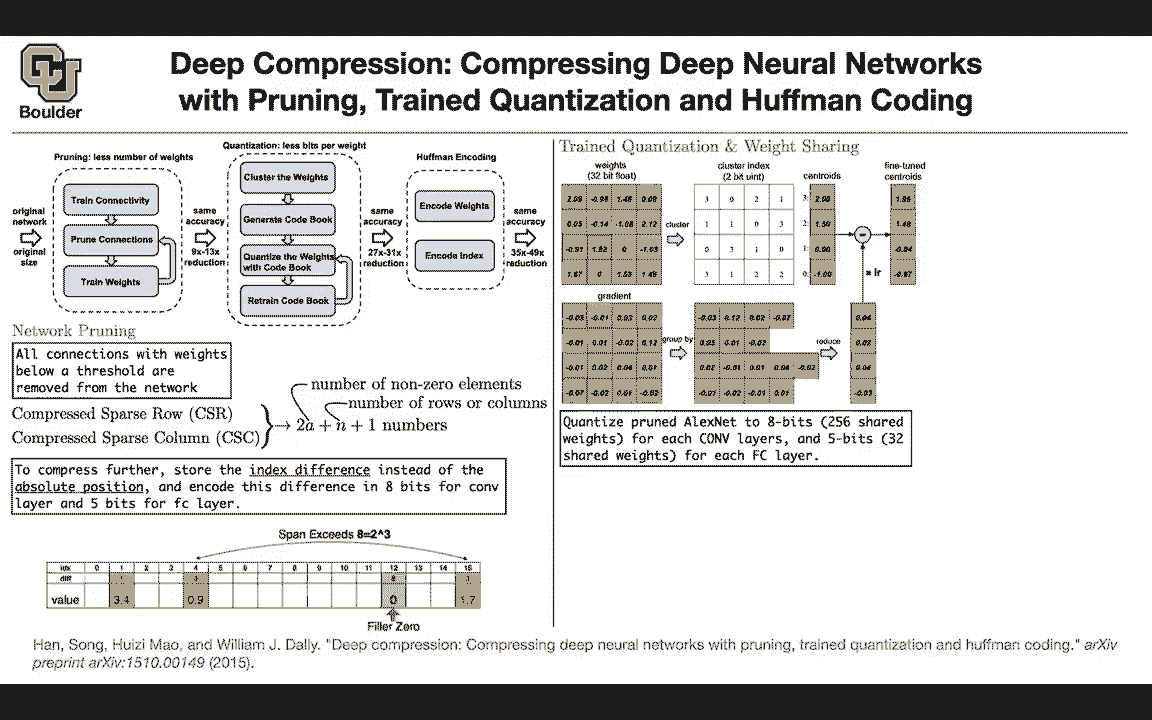 Boulder
Deep Compression: Compressing Deep Neural Networks
with Pruning, Trained Quantization and Huffman Coding
Pruning: less number of weights
Train Connectivity
Prune Connections
Train Weights
original
network
original
size
same
accuracy
9x-13x
reduction
Quantization: less bits per weight
Cluster the Weights
Generate Code Book
Quantize the Weights
with Code Book
Retrain Code Book
same
accuracy
27x-31x
reduction
Huffman Encoding
Encode Weights
Encode Index
same
accuracy
35x-49x
reduction
Network Pruning
All connections with weights
below a threshold are
removed from the network
Compressed Sparse Row (CSR)
Compressed Sparse Column (CSC)
number of non-zero elements
number of rows or columns
→ 2a + n + 1 numbers
To compress further, store the index difference instead of the
absolute position, and encode this difference in 8 bits for conv
layer and 5 bits for fc layer.
Span Exceeds 8=2^3
idx 0 1 2 3 4 5 6 7 8 9 10 11 12 13 14 15
diff 1 3 8 3
value 3.4 0.9 0 1.7
Filler Zero
Trained Quantization & Weight Sharing
weights
(32 bit float)
2.09 -0.98 1.48 0.09
0.05 -0.14 -1.08 2.12
-0.91 1.92 0 -1.03
1.87 0 1.53 1.49
cluster
cluster index
(2 bit uint)
3 0 2 1
1 1 0 3
0 3 1 0
3 1 2 2
centroids
3: 2.00
2: 1.50
1: 0.00
0: -1.00
fine-tuned
centroids
1.96
1.48
-0.04
-0.97
× lr
gradient
-0.03 -0.01 0.03 0.02
-0.01 0.01 -0.02 0.12
-0.01 0.02 0.04 0.01
-0.07 -0.02 0.01 -0.02
group by
-0.03 0.12 0.02 -0.07
0.03 0.01 -0.02
0.02 -0.01 0.01 0.04 -0.02
-0.01 -0.02 -0.01 0.01
reduce
0.04
0.02
0.04
-0.03
Quantize pruned AlexNet to 8-bits (256 shared
weights) for each CONV layers, and 5-bits (32
shared weights) for each FC layer.
Han, Song, Huizi Mao, and William J. Dally. "Deep compression: Compressing deep neural networks with pruning, trained quantization and huffman coding." arXiv
preprint arXiv:1510.00149 (2015).